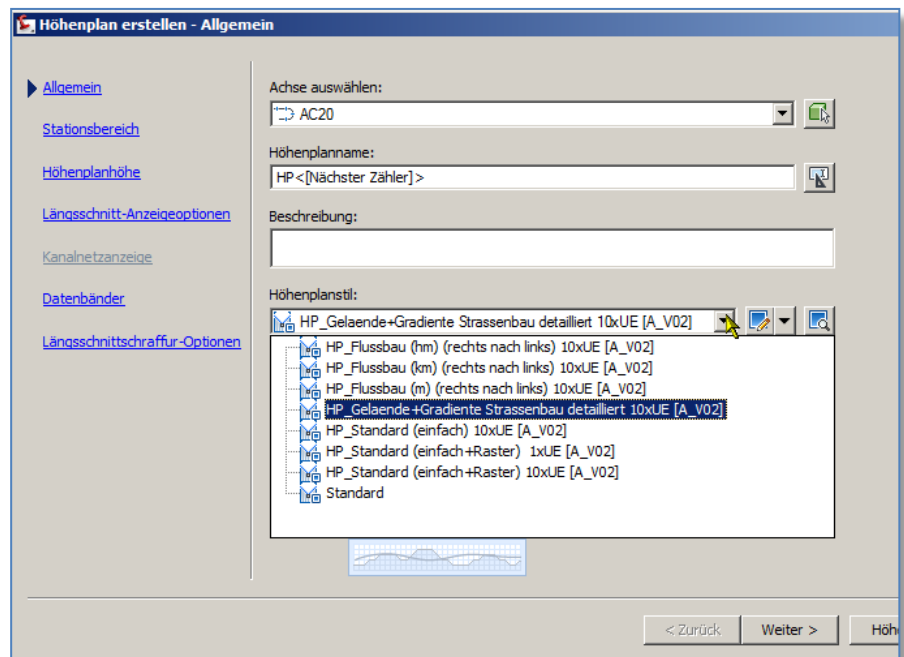 Höhenplan erstellen - Allgemein
Allgemein
Stationsbereich
Höhenplanhöhe
Längsschnitt-Anzeigeoptionen
Kanalnetzanzeige
Datenbänder
Längsschnittschraffur-Optionen
Achse auswählen:
AC20
Höhenplanname:
HP<[Nächster Zähler]>
Beschreibung:
Höhenplanstil:
HP_Gelaende+Gradiente Strassenbau detailliert 10xUE [A_V02]
HP_Flussbau (hm) (rechts nach links) 10xUE [A_V02]
HP_Flussbau (km) (rechts nach links) 10xUE [A_V02]
HP_Flussbau (m) (rechts nach links) 10xUE [A_V02]
HP_Gelaende+Gradiente Strassenbau detailliert 10xUE [A_V02]
HP_Standard (einfach) 10xUE [A_V02]
HP_Standard (einfach+Raster) 1xUE [A_V02]
HP_Standard (einfach+Raster) 10xUE [A_V02]
Standard
< Zurück
Weiter >
Höh